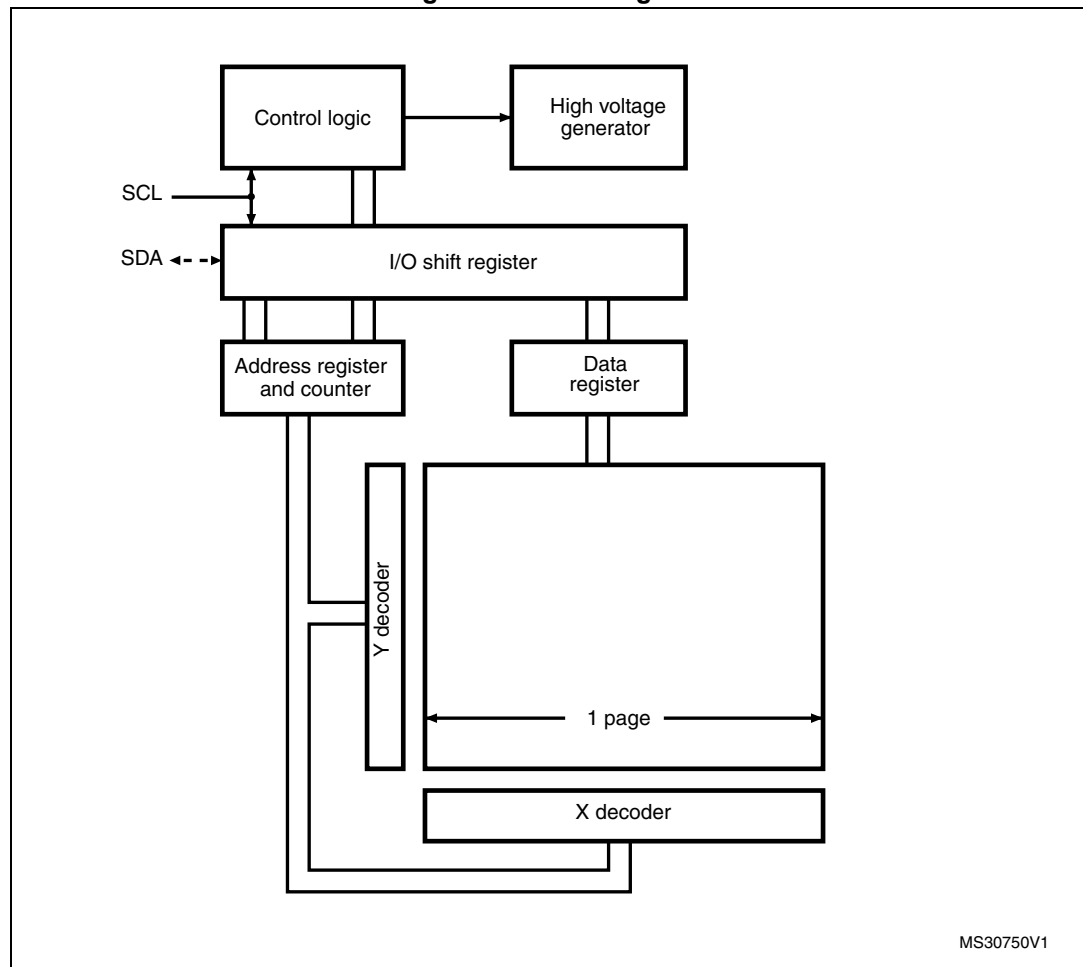 Control logic
High voltage
generator
SCL
SDA
I/O shift register
Address register
and counter
Data
register
Y decoder
1 page
X decoder
MS30750V1